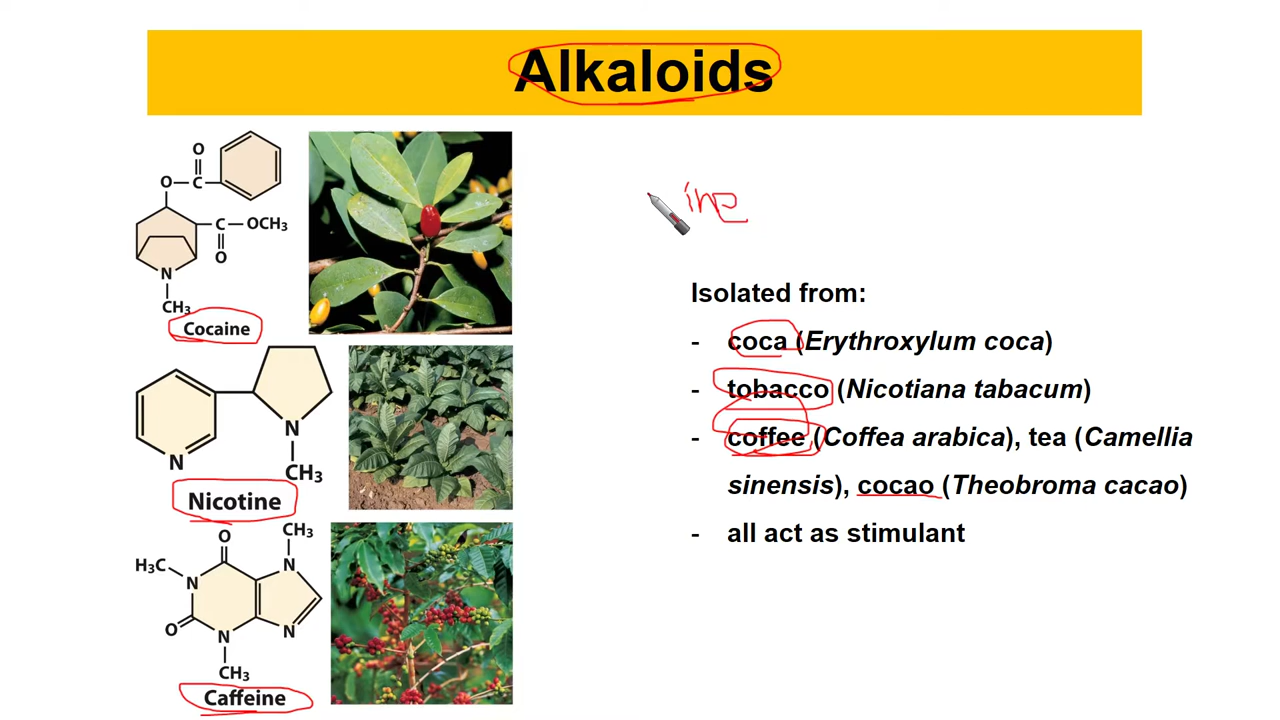 Alkaloids
O
O C
C OCH₃
O
N
CH₃
Cocaine
N
N
CH₃
Nicotine
O CH₃
H₃C N N
O N N
CH₃
Caffeine
ine
Isolated from:
- coca (Erythroxylum coca)
- tobacco (Nicotiana tabacum)
- coffee (Coffea arabica), tea (Camellia
sinensis), cocao (Theobroma cacao)
- all act as stimulant